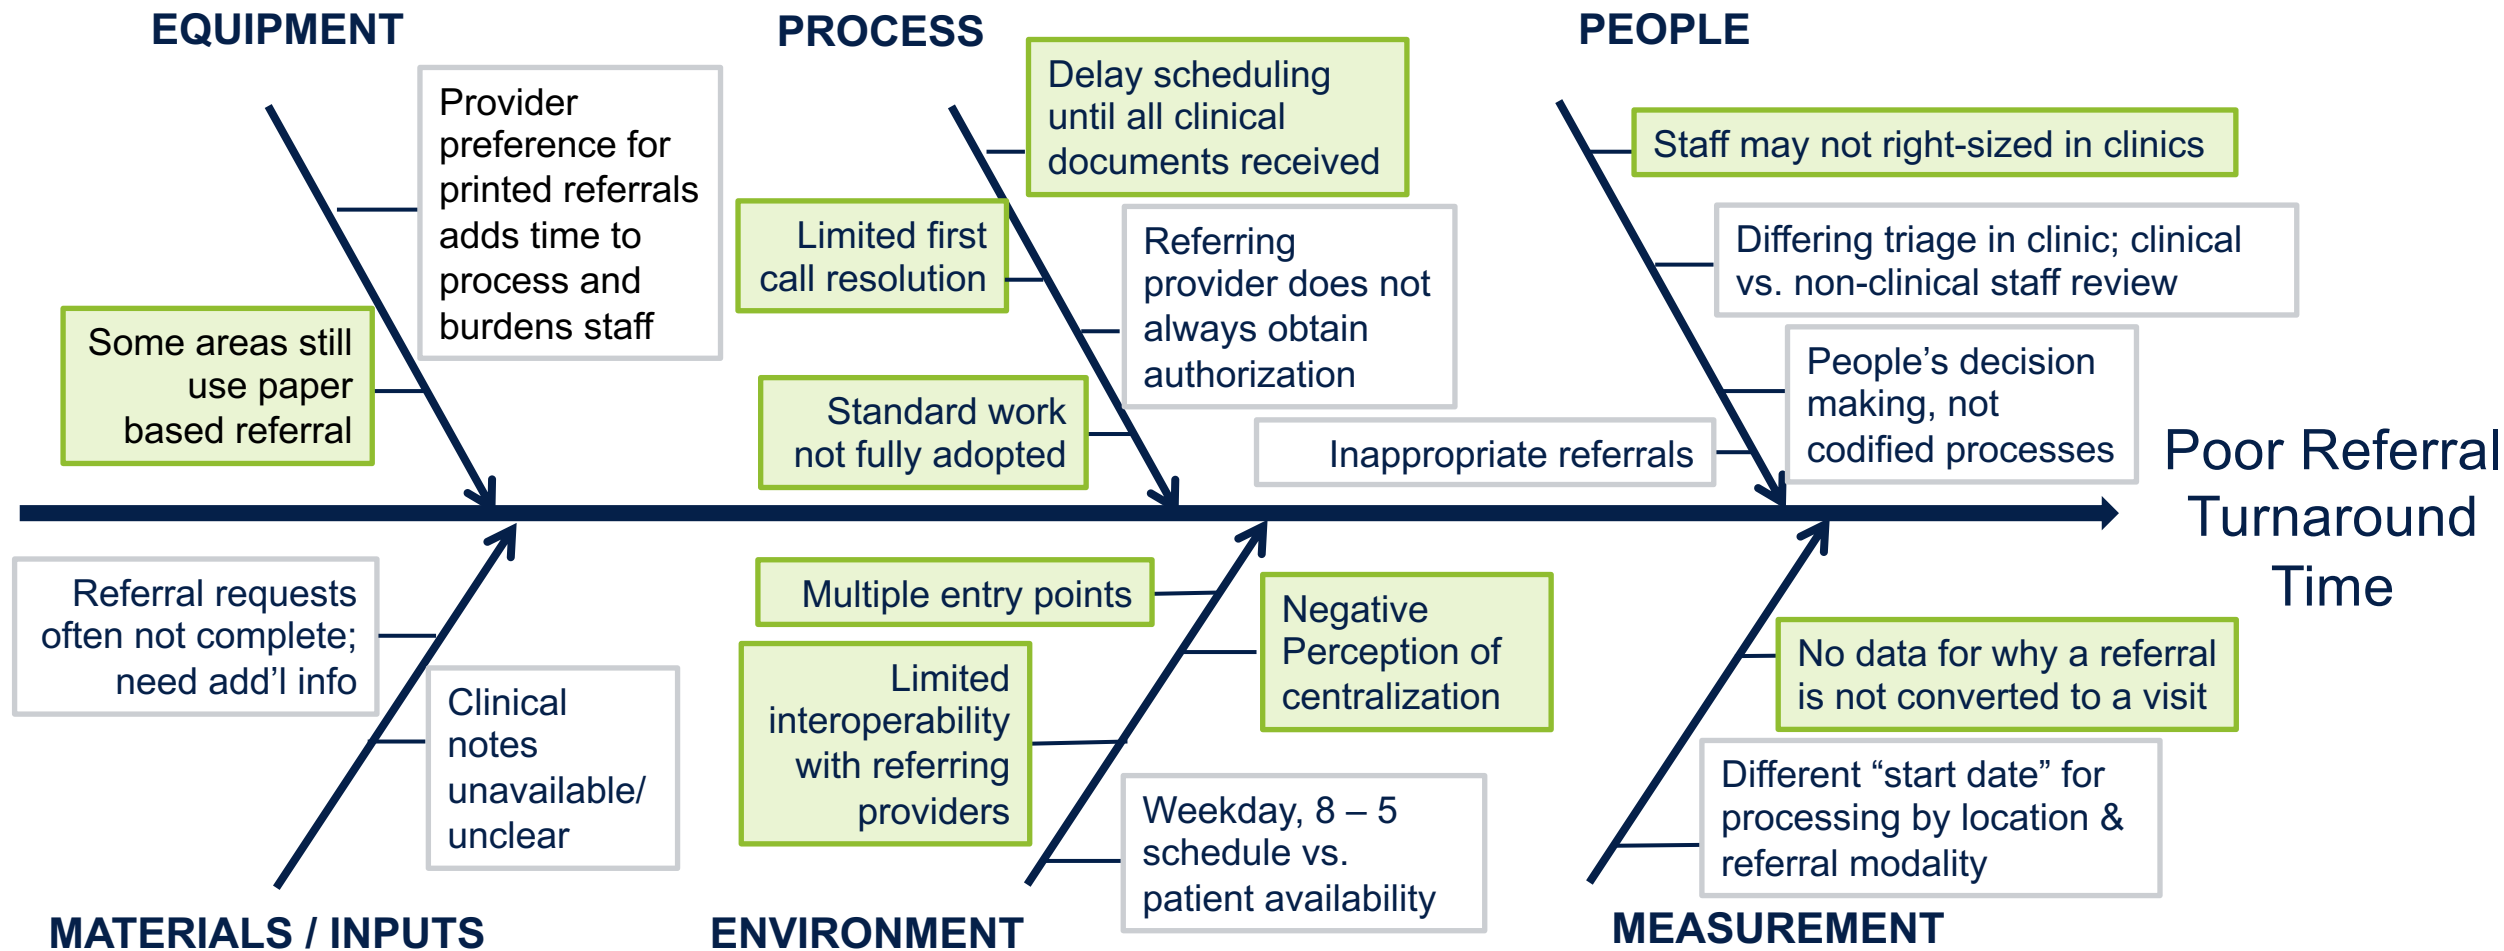 EQUIPMENT
PROCESS
PEOPLE
Provider
preference for
printed referrals
adds time to
process and
burdens staff
Some areas still
use paper
based referral
Delay scheduling
until all clinical
documents received
Limited first
call resolution
Referring
provider does not
always obtain
authorization
Standard work
not fully adopted
Staff may not right-sized in clinics
Differing triage in clinic; clinical
vs. non-clinical staff review
People’s decision
making, not
codified processes
Inappropriate referrals
Poor Referral
Turnaround
Time
Referral requests
often not complete;
need add’l info
Clinical
notes
unavailable/
unclear
Multiple entry points
Negative
Perception of
centralization
Limited
interoperability
with referring
providers
Weekday, 8 – 5
schedule vs.
patient availability
No data for why a referral
is not converted to a visit
Different “start date” for
processing by location &
referral modality
MATERIALS / INPUTS
ENVIRONMENT
MEASUREMENT